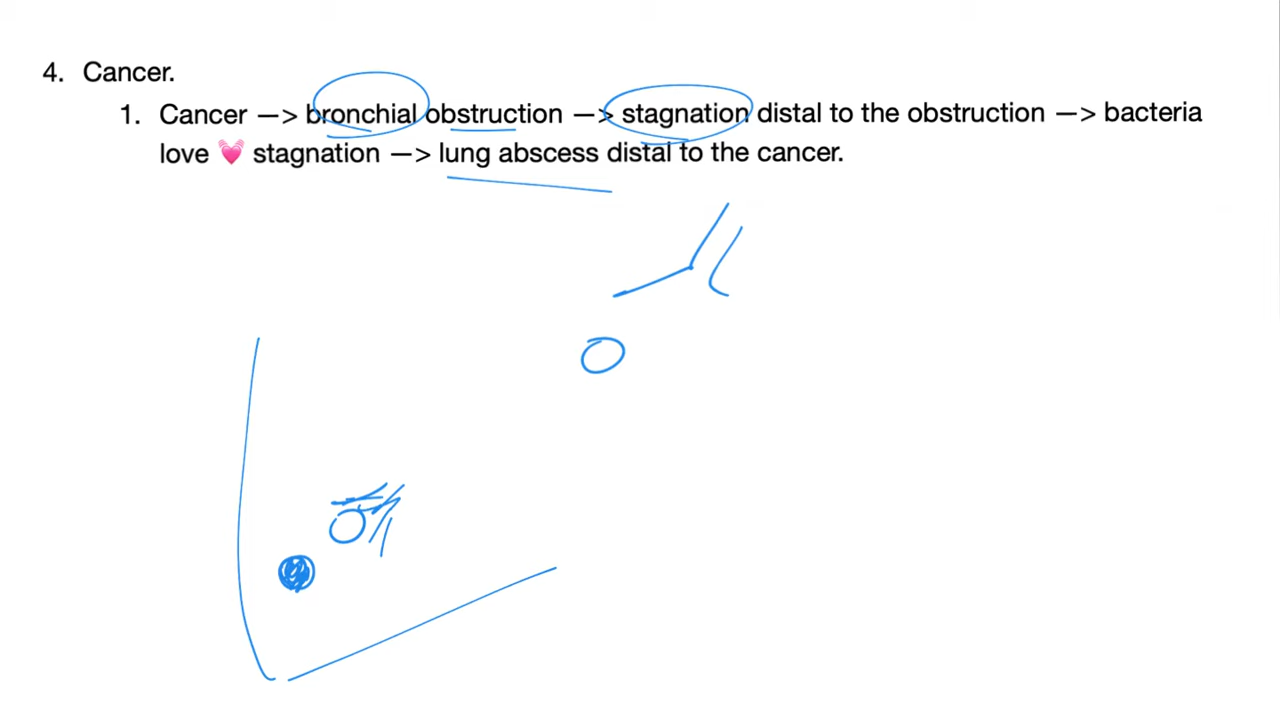 4. Cancer.
1. Cancer —> bronchial obstruction —> stagnation distal to the obstruction —> bacteria
love 💓 stagnation —> lung abscess distal to the cancer.